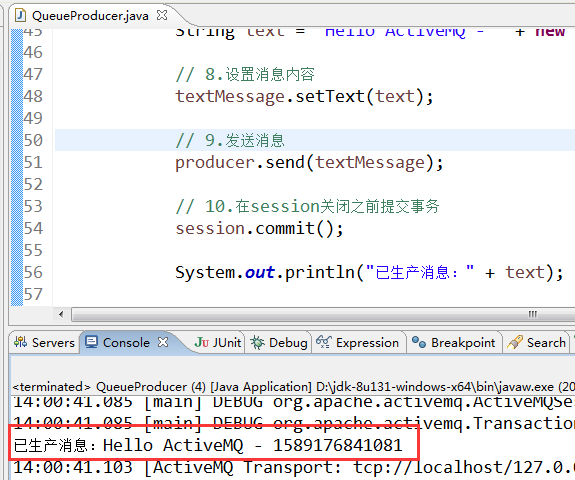 QueueProducer.java
45 String text = "Hello ActiveMQ - " + new
46
47 // 8.设置消息内容
48 textMessage.setText(text);
49
50 // 9.发送消息
51 producer.send(textMessage);
52
53 // 10.在session关闭之前提交事务
54 session.commit();
55
56 System.out.println("已生产消息：" + text);
57
Servers Console JUnit Debug Expression Breakpoint Search
<terminated> QueueProducer (4) [Java Application] D:\jdk-8u131-windows-x64\bin\javaw.exe (20
14:00:41.085 [main] DEBUG org.apache.activemq.ActiveMQSe
14:00:41.085 [main] DEBUG org.apache.activemq.Transaction
已生产消息：Hello ActiveMQ - 1589176841081
14:00:41.103 [ActiveMQ Transport: tcp://localhost/127.0.0